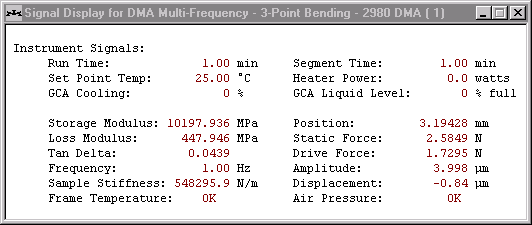 Signal Display for DMA Multi-Frequency - 3-Point Bending - 2980 DMA ( 1)
Instrument Signals:
Run Time: 1.00 min Segment Time: 1.00 min
Set Point Temp: 25.00 °C Heater Power: 0.0 watts
GCA Cooling: 0 % GCA Liquid Level: 0 % full
Storage Modulus: 10197.936 MPa Position: 3.19428 mm
Loss Modulus: 447.946 MPa Static Force: 2.5849 N
Tan Delta: 0.0439 Drive Force: 1.7295 N
Frequency: 1.00 Hz Amplitude: 3.998 µm
Sample Stiffness: 548295.9 N/m Displacement: -0.84 µm
Frame Temperature: OK Air Pressure: OK